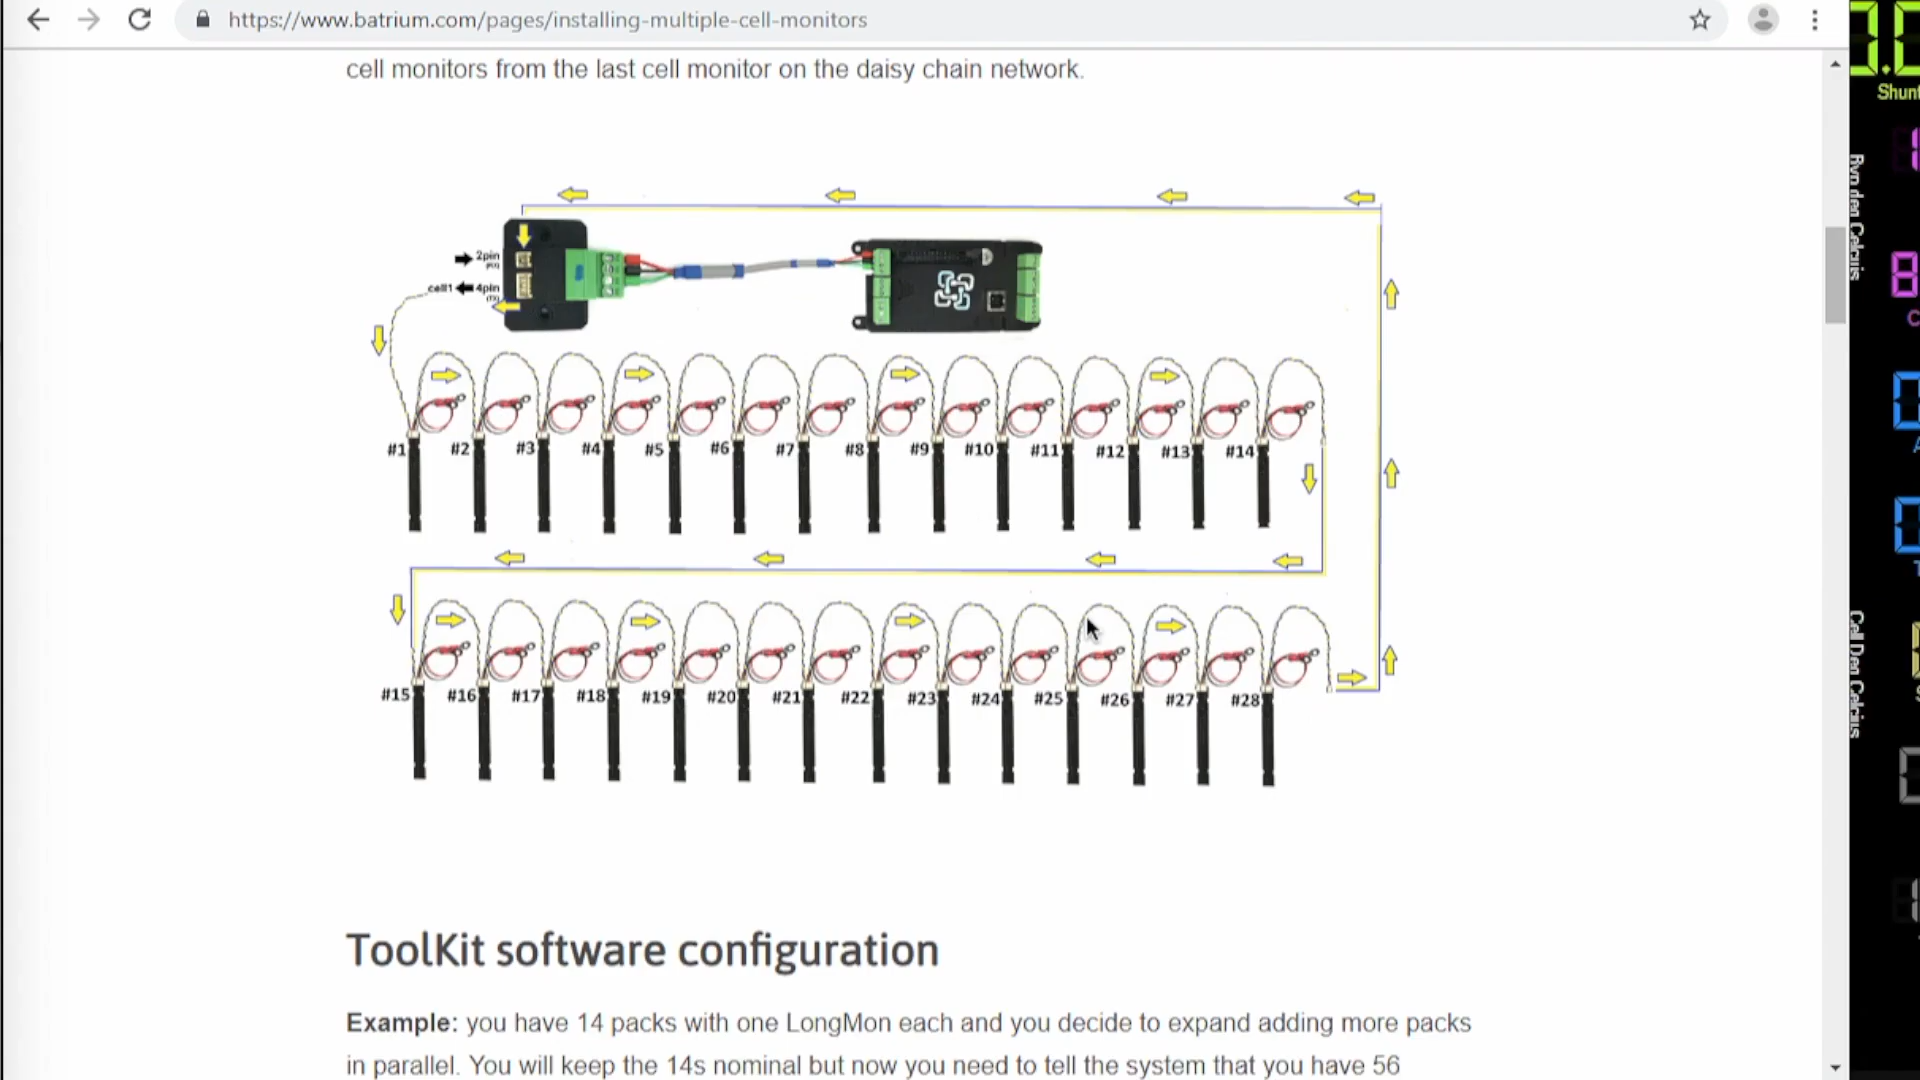 https://www.batrium.com/pages/installing-multiple-cell-monitors
cell monitors from the last cell monitor on the daisy chain network.
Shunt
2pin
cell1 4pin
#1 #2 #3 #4 #5 #6 #7 #8 #9 #10 #11 #12 #13 #14
#15 #16 #17 #18 #19 #20 #21 #22 #23 #24 #25 #26 #27 #28
ToolKit software configuration
Example: you have 14 packs with one LongMon each and you decide to expand adding more packs
in parallel. You will keep the 14s nominal but now you need to tell the system that you have 56